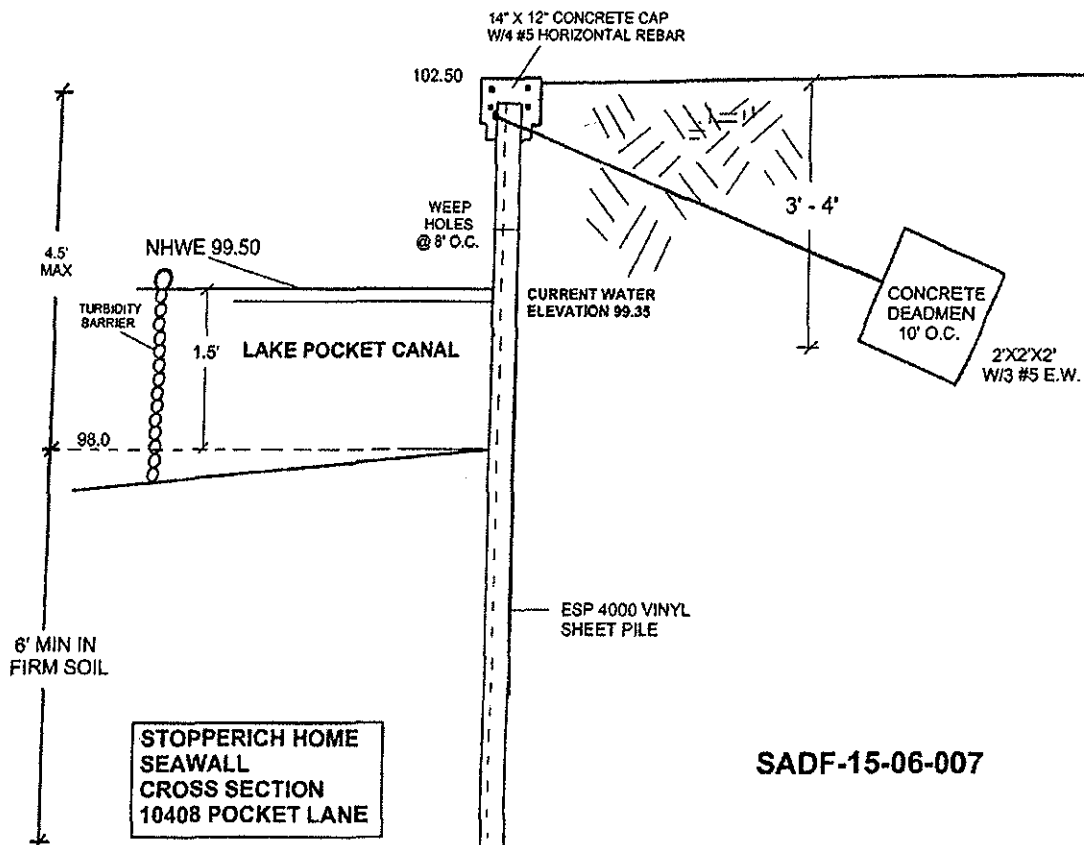 14" X 12" CONCRETE CAP
W/4 #5 HORIZONTAL REBAR
102.50
4.5'
MAX
WEEP
HOLES
@ 8' O.C.
3' - 4'
NHWE 99.50
TURBIDITY
BARRIER
1.5'
LAKE POCKET CANAL
CURRENT WATER
ELEVATION 99.35
CONCRETE
DEADMEN
10' O.C.
2'X2'X2'
W/3 #5 E.W.
98.0
ESP 4000 VINYL
SHEET PILE
6' MIN IN
FIRM SOIL
STOPPERICH HOME
SEAWALL
CROSS SECTION
10408 POCKET LANE
SADF-15-06-007